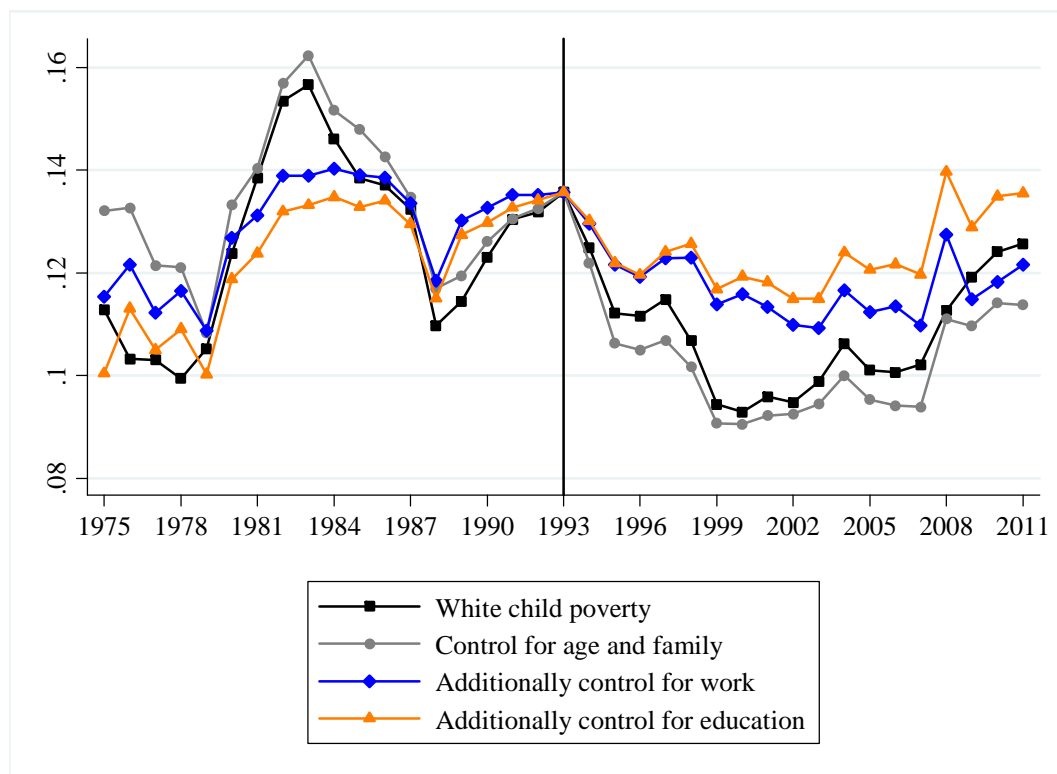 .16
.14
.12
.1
.08
1975 1978 1981 1984 1987 1990 1993 1996 1999 2002 2005 2008 2011
White child poverty
Control for age and family
Additionally control for work
Additionally control for education